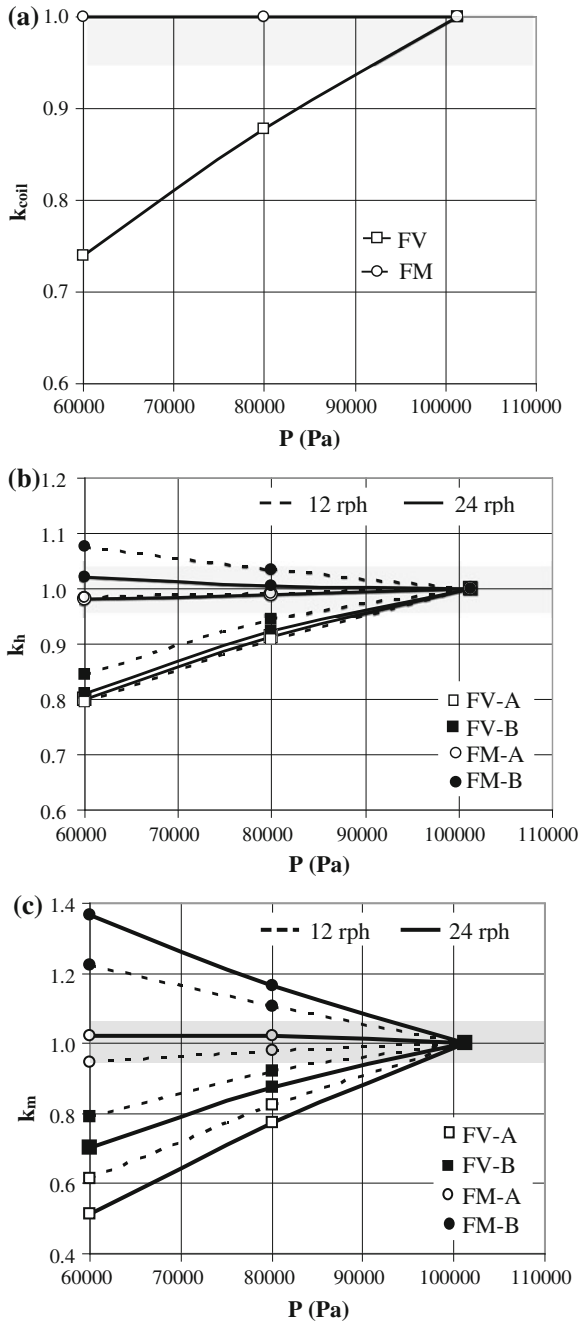 (a)
1.0
0.9
0.8
0.7
0.6
k_coil
FV
FM
60000 70000 80000 90000 100000 110000
P (Pa)
(b)
1.2
1.1
1.0
0.9
0.8
0.7
0.6
k_h
12 rph 24 rph
FV-A
FV-B
FM-A
FM-B
60000 70000 80000 90000 100000 110000
P (Pa)
(c)
1.4
1.2
1.0
0.8
0.6
0.4
k_m
12 rph 24 rph
FV-A
FV-B
FM-A
FM-B
60000 70000 80000 90000 100000 110000
P (Pa)